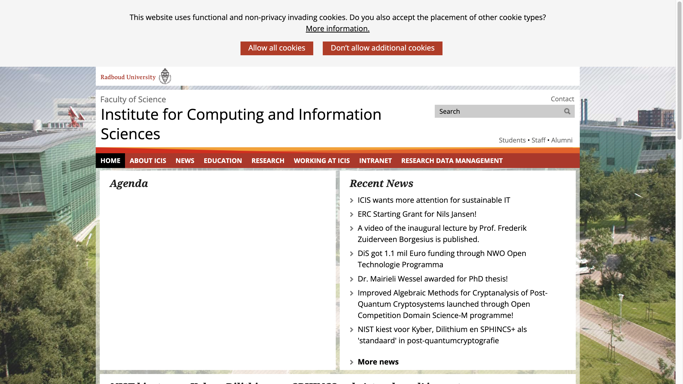 This website uses functional and non-privacy invading cookies. Do you also accept the placement of other cookie types?
More information.
Allow all cookies
Don't allow additional cookies
Radboud University
Faculty of Science
Institute for Computing and Information
Sciences
Contact
Search
Students • Staff • Alumni
HOME
ABOUT ICIS
NEWS
EDUCATION
RESEARCH
WORKING AT ICIS
INTRANET
RESEARCH DATA MANAGEMENT
Agenda
Recent News
ICIS wants more attention for sustainable IT
ERC Starting Grant for Nils Jansen!
A video of the inaugural lecture by Prof. Frederik
Zuiderveen Borgesius is published.
DiS got 1.1 mil Euro funding through NWO Open
Technologie Programma
Dr. Mairieli Wessel awarded for PhD thesis!
Improved Algebraic Methods for Cryptanalysis of Post-
Quantum Cryptosystems launched through Open
Competition Domain Science-M programme!
NIST kiest voor Kyber, Dilithium en SPHINCS+ als
'standaard' in post-quantumcryptografie
More news